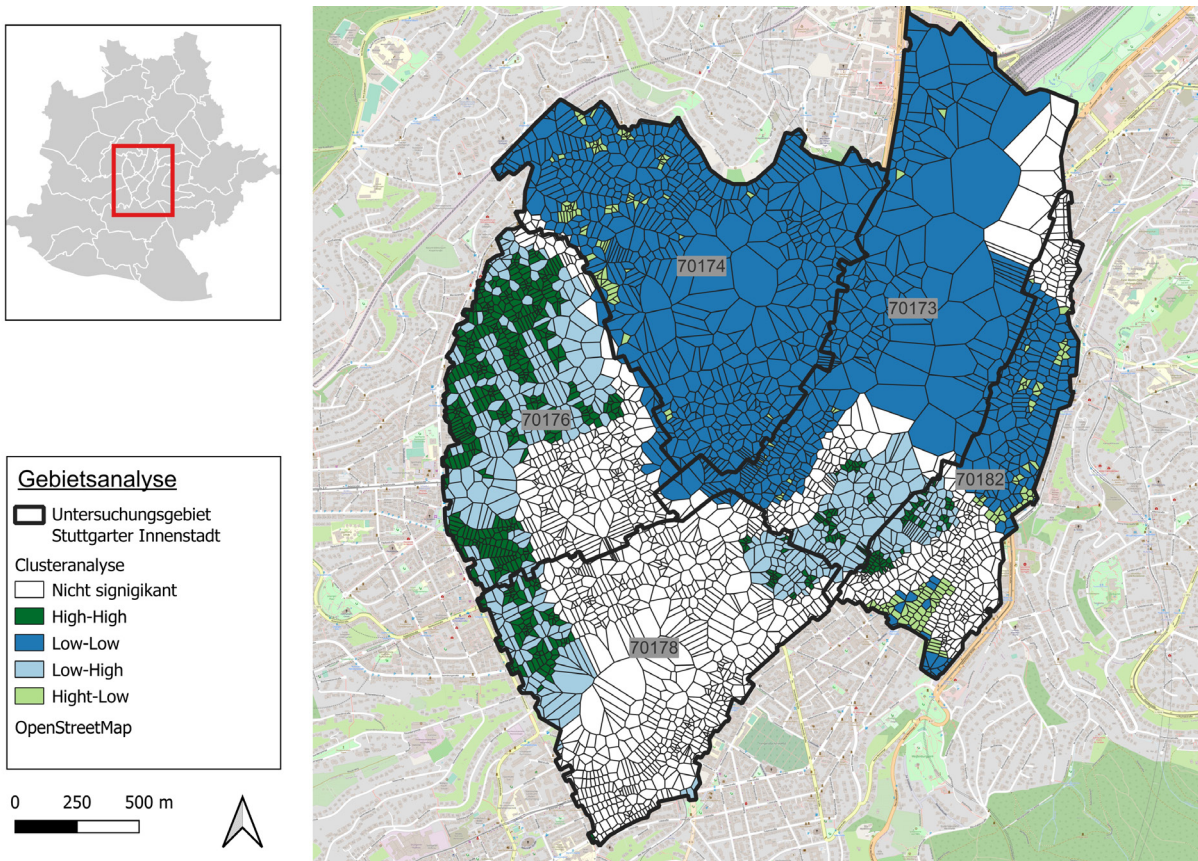 70174
70173
70176
70182
70178
Gebietsanalyse
Untersuchungsgebiet
Stuttgarter Innenstadt
Clusteranalyse
Nicht signigikant
High-High
Low-Low
Low-High
Hight-Low
OpenStreetMap
0 250 500 m